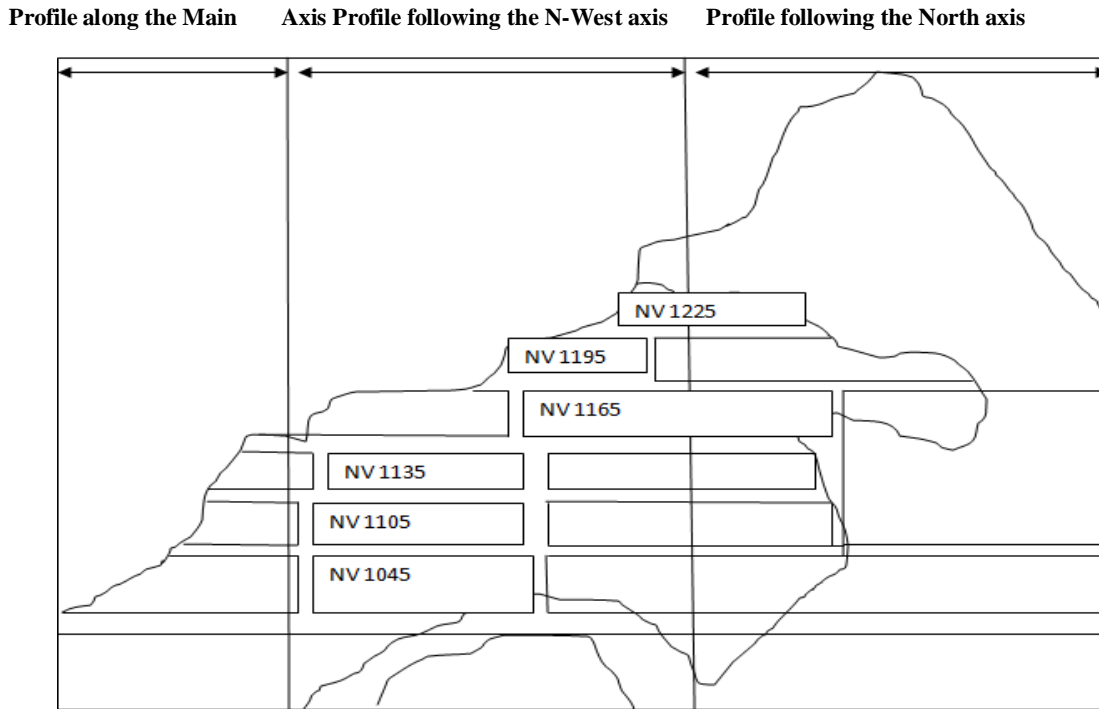 Profile along the Main Axis Profile following the N-West axis Profile following the North axis
NV 1225
NV 1195
NV 1165
NV 1135
NV 1105
NV 1045